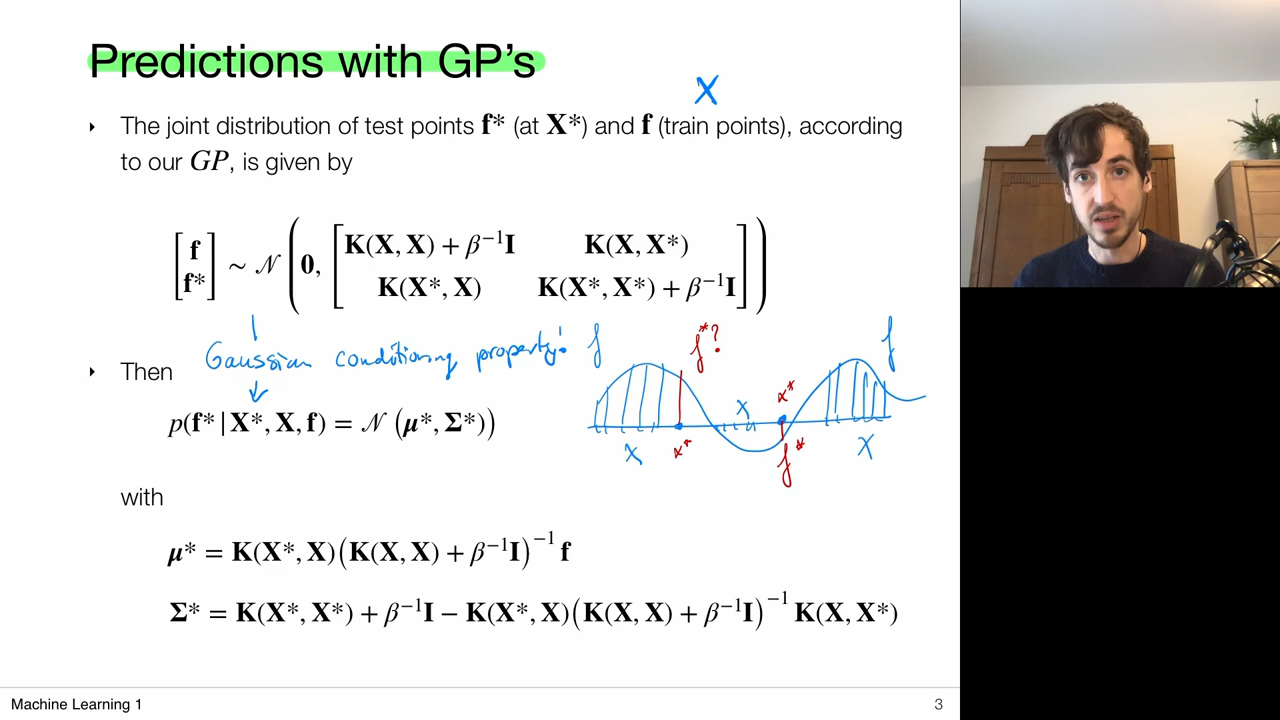 Predictions with GP's
X
‣ The joint distribution of test points f* (at X*) and f (train points), according
to our GP, is given by
[f f*] ∼ 𝒩 (0, [K(X, X) + β⁻¹I K(X, X*) K(X*, X) K(X*, X*) + β⁻¹I])
Gaussian conditioning property!
f f*? f
‣ Then
x*
X
p(f* | X*, X, f) = 𝒩 (μ*, Σ*))
X x* f* X
with
μ* = K(X*, X)(K(X, X) + β⁻¹I)⁻¹ f
Σ* = K(X*, X*) + β⁻¹I − K(X*, X)(K(X, X) + β⁻¹I)⁻¹ K(X, X*)
Machine Learning 1 3